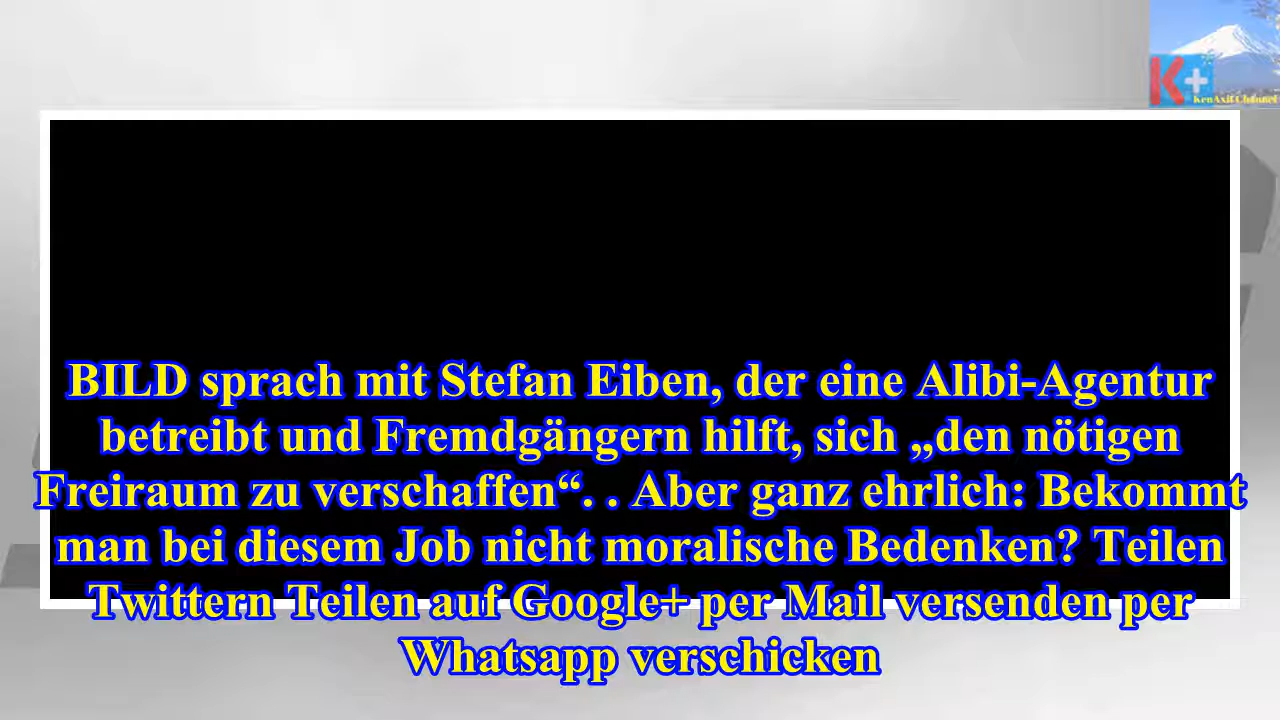 K+
KenAxil Channel
BILD sprach mit Stefan Eiben, der eine Alibi-Agentur
betreibt und Fremdgängern hilft, sich „den nötigen
Freiraum zu verschaffen“. . Aber ganz ehrlich: Bekommt
man bei diesem Job nicht moralische Bedenken? Teilen
Twittern Teilen auf Google+ per Mail versenden per
Whatsapp verschicken